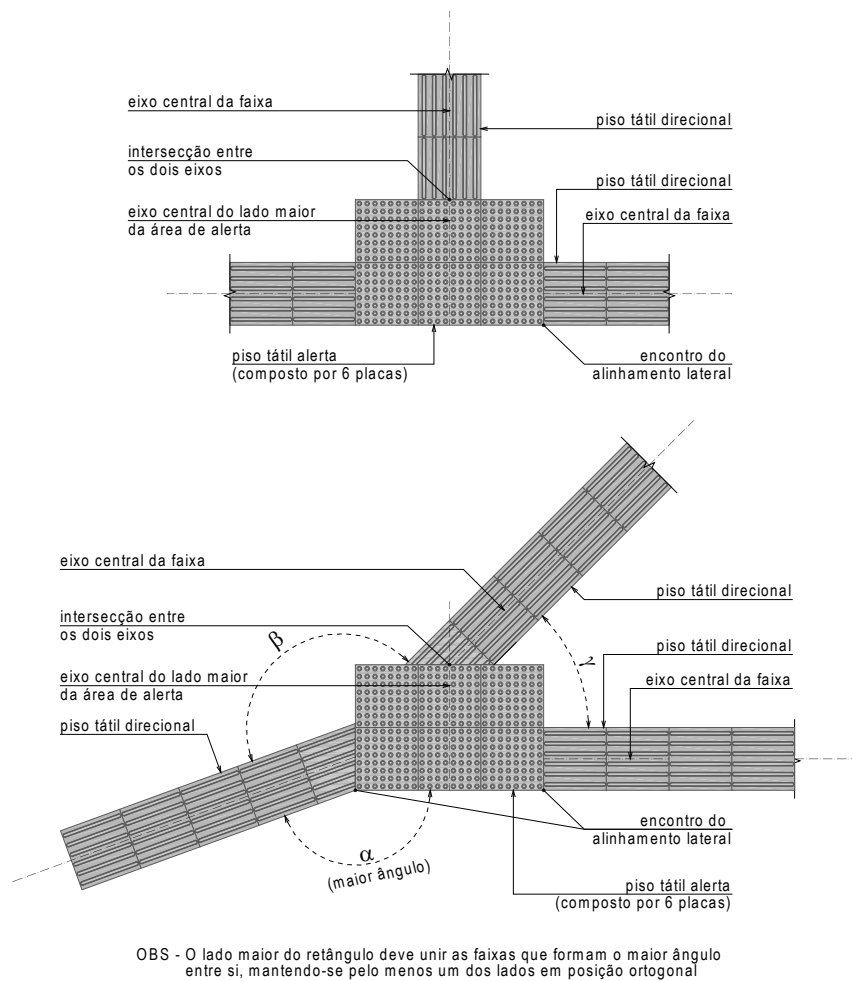 eixo central da faixa
piso tátil direcional
intersecção entre
os dois eixos
piso tátil direcional
eixo central do lado maior
da área de alerta
eixo central da faixa
piso tátil alerta
(composto por 6 placas)
encontro do
alinhamento lateral
eixo central da faixa
piso tátil direcional
intersecção entre
os dois eixos
β
γ
piso tátil direcional
eixo central do lado maior
da área de alerta
eixo central da faixa
piso tátil direcional
encontro do
alinhamento lateral
α
(maior ângulo)
piso tátil alerta
(composto por 6 placas)
OBS - O lado maior do retângulo deve unir as faixas que formam o maior ângulo
entre si, mantendo-se pelo menos um dos lados em posição ortogonal